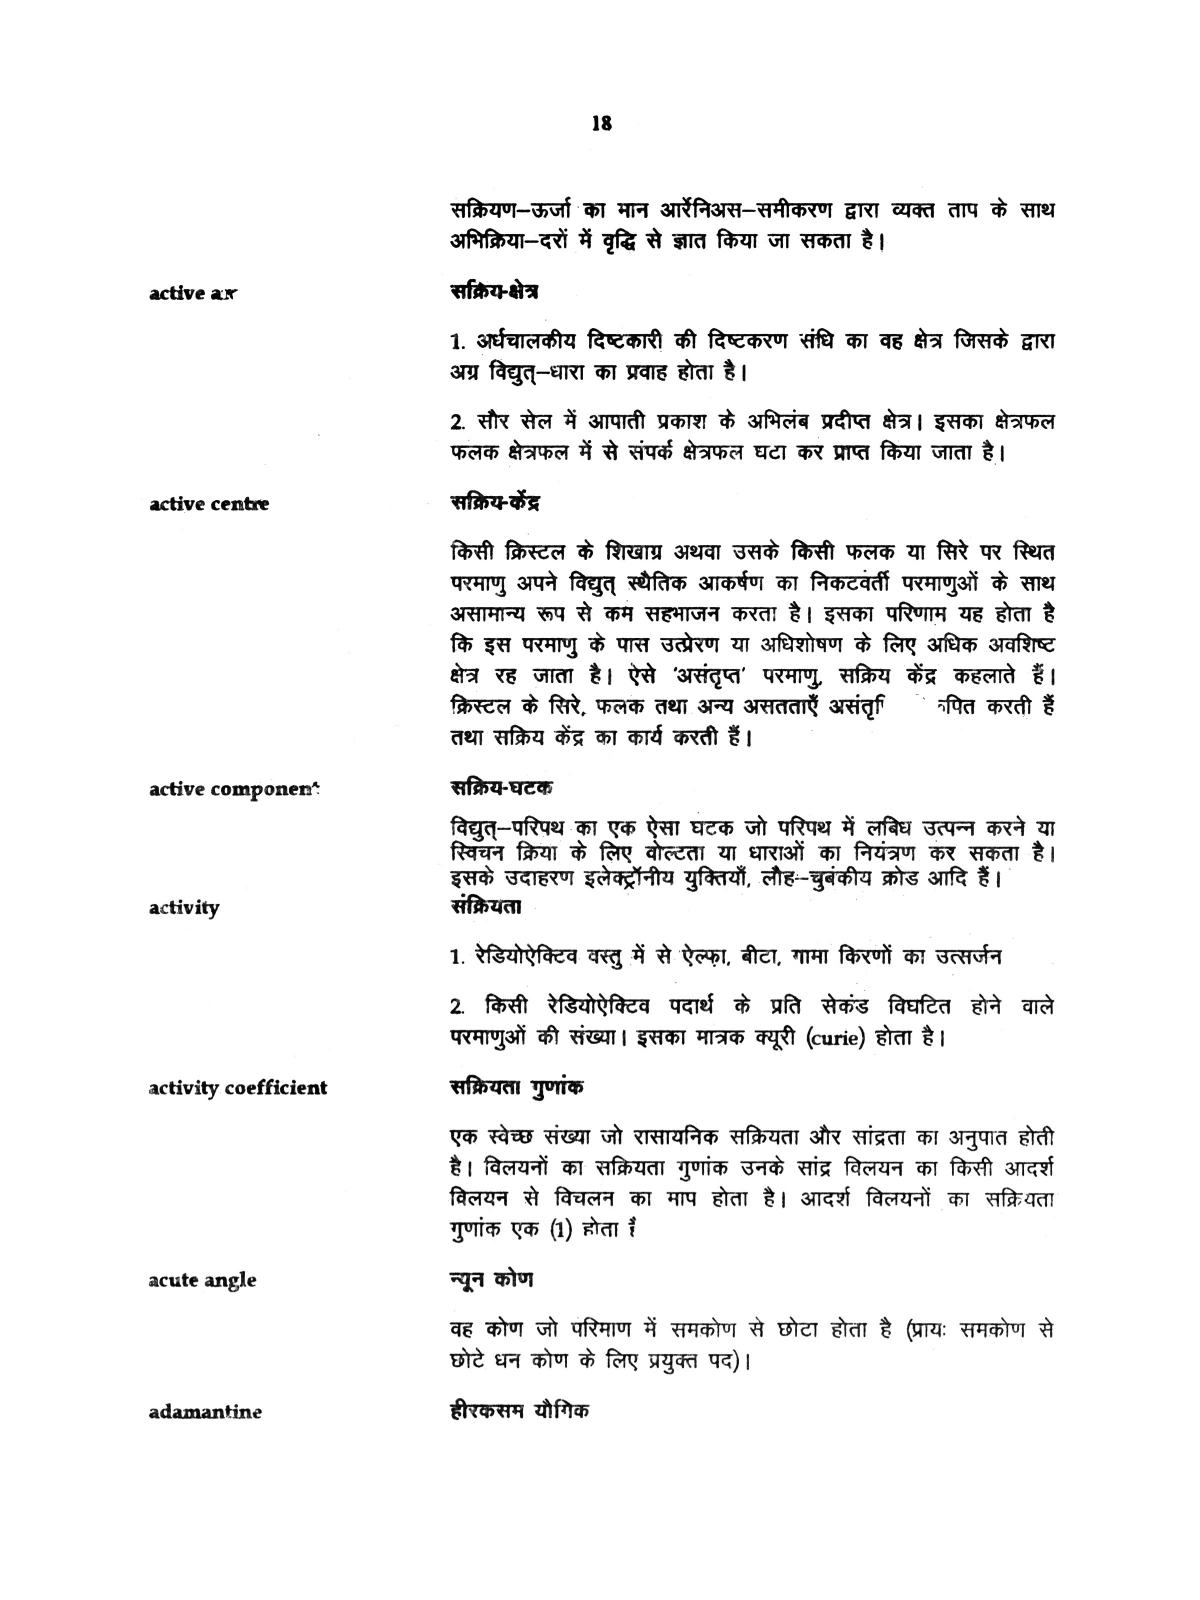 18
सक्रियण–ऊर्जा का मान आर्रेनिअस–समीकरण द्वारा व्यक्त ताप के साथ
अभिक्रिया–दरों में वृद्धि से ज्ञात किया जा सकता है।
active सक्रिय-क्षेत्र
1. अर्धचालकीय दिष्टकारी की दिष्टकरण संधि का वह क्षेत्र जिसके द्वारा
अग्र विद्युत्–धारा का प्रवाह होता है।
2. सौर सेल में आपाती प्रकाश के अभिलंब प्रदीप्त क्षेत्र। इसका क्षेत्रफल
फलक क्षेत्रफल में से संपर्क क्षेत्रफल घटा कर प्राप्त किया जाता है।
active centre सक्रिय-केंद्र
किसी क्रिस्टल के शिखाग्र अथवा उसके किसी फलक या सिरे पर स्थित
परमाणु अपने विद्युत् स्थैतिक आकर्षण का निकटवर्ती परमाणुओं के साथ
असामान्य रूप से कम सहभाजन करता है। इसका परिणाम यह होता है
कि इस परमाणु के पास उत्प्रेरण या अधिशोषण के लिए अधिक अवशिष्ट
क्षेत्र रह जाता है। ऐसे 'असंतृप्त' परमाणु, सक्रिय केंद्र कहलाते हैं।
क्रिस्टल के सिरे, फलक तथा अन्य असतताएँ करती हैं
तथा सक्रिय केंद्र का कार्य करती हैं।
active component सक्रिय-घटक
विद्युत्–परिपथ का एक ऐसा घटक जो परिपथ में लब्धि उत्पन्न करने या
स्विचन क्रिया के लिए वोल्टता या धाराओं का नियंत्रण कर सकता है।
इसके उदाहरण इलेक्ट्रॉनीय युक्तियाँ, लौह–चुबंकीय क्रोड आदि हैं।
activity संक्रियता
1. रेडियोऐक्टिव वस्तु में से ऐल्फा, बीटा, गामा किरणों का उत्सर्जन
2. किसी रेडियोऐक्टिव पदार्थ के प्रति सेकंड विघटित होने वाले
परमाणुओं की संख्या। इसका मात्रक क्यूरी (curie) होता है।
activity coefficient सक्रियता गुणांक
एक स्वेच्छ संख्या जो रासायनिक सक्रियता और सांद्रता का अनुपात होती
है। विलयनों का सक्रियता गुणांक उनके सांद्र विलयन का किसी आदर्श
विलयन से विचलन का माप होता है। आदर्श विलयनों का सक्रियता
गुणांक एक (1) होता
acute angle न्यून कोण
वह कोण जो परिमाण में समकोण से छोटा होता है (प्रायः समकोण से
छोटे धन कोण के लिए प्रयुक्त पद)।
adamantine हीरकसम यौगिक